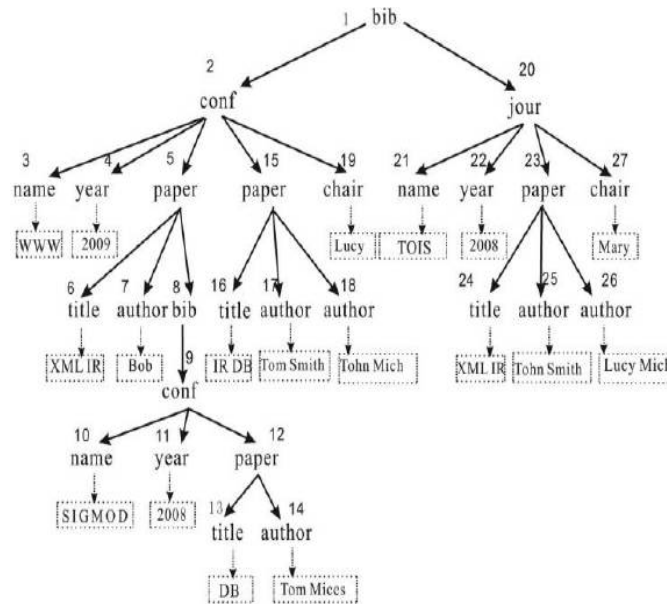 1 bib
2 20
conf jour
3 4 5 15 19 21 22 23 27
name year paper paper chair name year paper chair
WWW 2009 Lucy TOIS 2008 Mary
6 7 8 16 17 18 24 25 26
title author bib title author author title author author
XML IR Bob 9 IR DB Tom Smith Tohn Mich XML IR Tohn Smith Lucy Mich
conf
10 11 12
name year paper
SIGMOD 2008 13 14
title author
DB Tom Mices